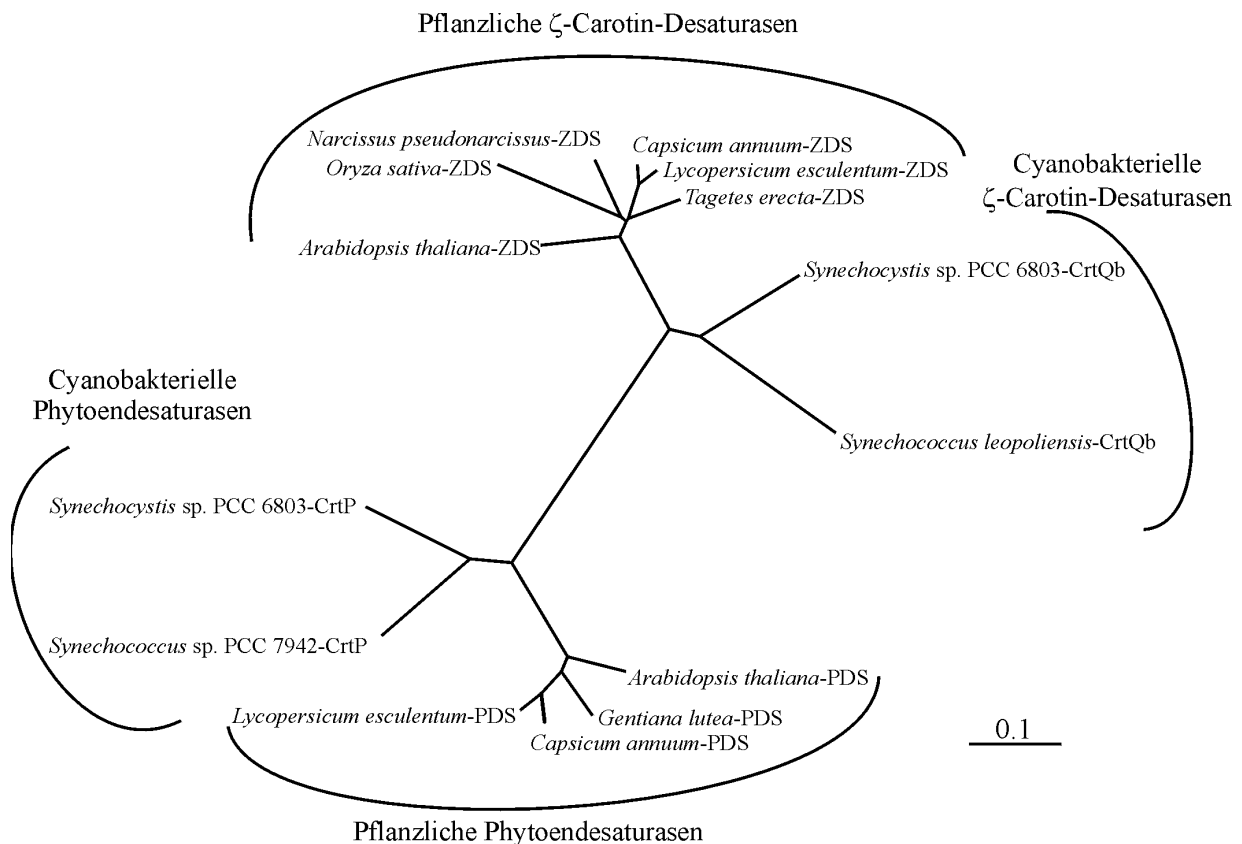 Pflanzliche ζ-Carotin-Desaturasen
Narcissus pseudonarcissus-ZDS
Capsicum annuum-ZDS
Oryza sativa-ZDS
Lycopersicum esculentum-ZDS
Tagetes erecta-ZDS
Arabidopsis thaliana-ZDS
Cyanobakterielle
ζ-Carotin-Desaturasen
Synechocystis sp. PCC 6803-CrtQb
Synechococcus leopoliensis-CrtQb
Cyanobakterielle
Phytoendesaturasen
Synechocystis sp. PCC 6803-CrtP
Synechococcus sp. PCC 7942-CrtP
Arabidopsis thaliana-PDS
Lycopersicum esculentum-PDS
Gentiana lutea-PDS
Capsicum annuum-PDS
0.1
Pflanzliche Phytoendesaturasen